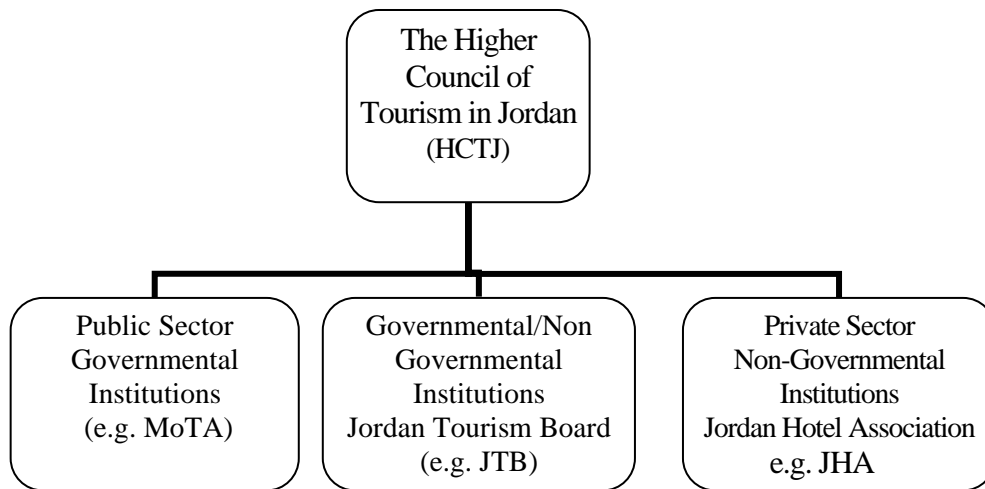 The Higher
Council of
Tourism in Jordan
(HCTJ)
Public Sector
Governmental
Institutions
(e.g. MoTA)
Governmental/Non
Governmental
Institutions
Jordan Tourism Board
(e.g. JTB)
Private Sector
Non-Governmental
Institutions
Jordan Hotel Association
e.g. JHA